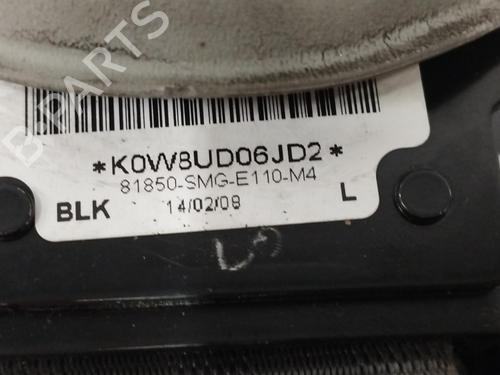 B-PARTS
*K0W8UD06JD2*
81850-SMG-E110-M4
BLK 14/02/08 L